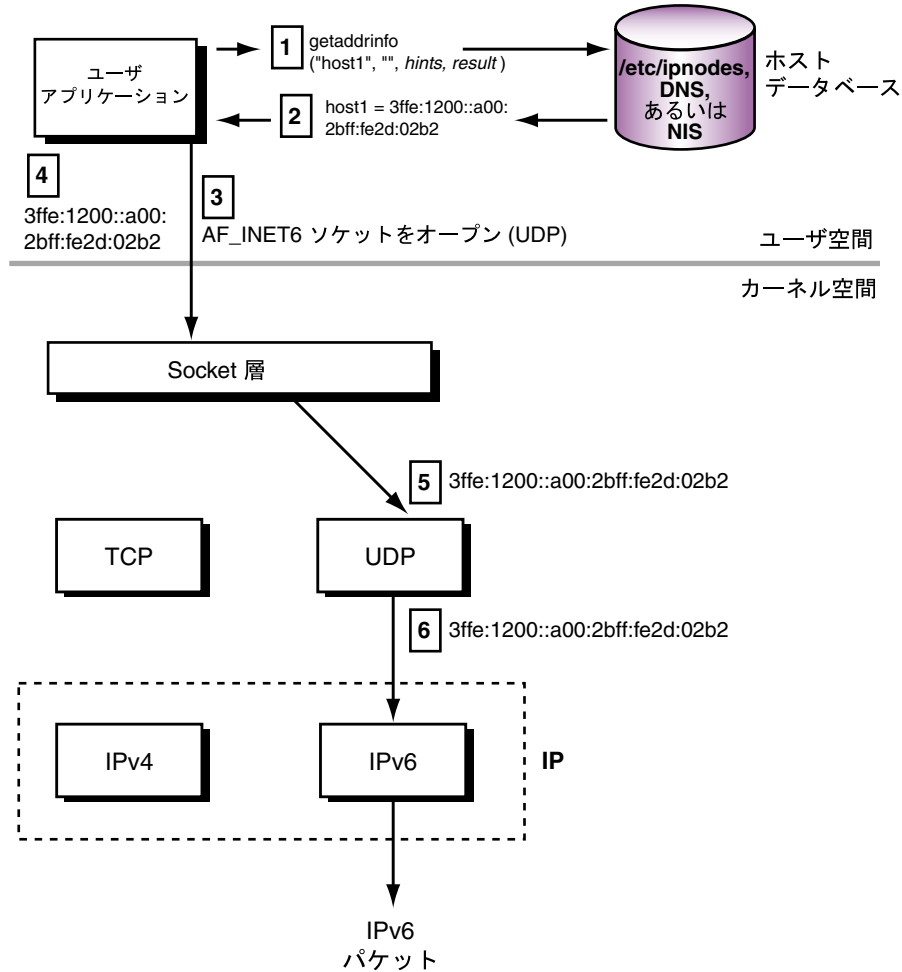 ユーザ
アプリケーション
1
getaddrinfo
("host1", "", hints, result )
/etc/ipnodes,
DNS,
あるいは
NIS
ホスト
データベース
2
host1 = 3ffe:1200::a00:
2bff:fe2d:02b2
4
3ffe:1200::a00:
2bff:fe2d:02b2
3
AF_INET6 ソケットをオープン (UDP)
ユーザ空間
カーネル空間
Socket 層
5
3ffe:1200::a00:2bff:fe2d:02b2
TCP
UDP
6
3ffe:1200::a00:2bff:fe2d:02b2
IPv4
IPv6
IP
IPv6
パケット